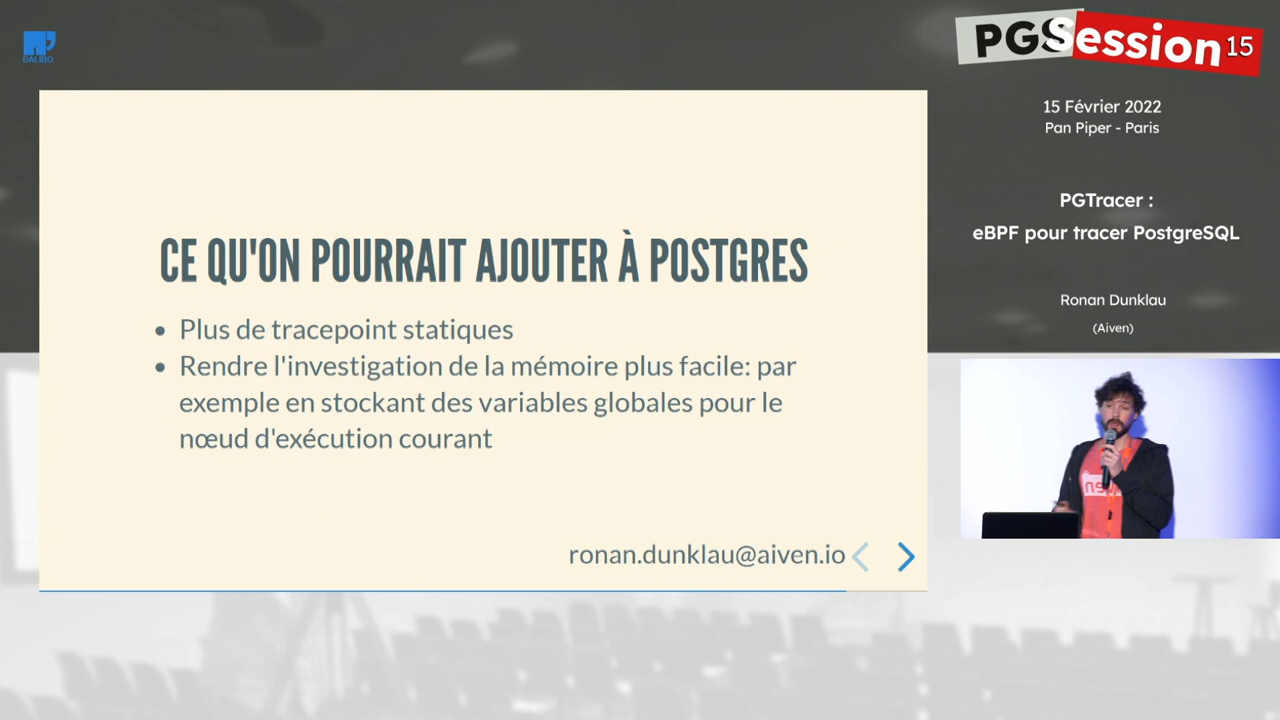 DALIBO
PGSession 15
15 Février 2022
Pan Piper - Paris
PGTracer :
eBPF pour tracer PostgreSQL
Ronan Dunklau
(Aiven)
CE QU'ON POURRAIT AJOUTER À POSTGRES
• Plus de tracepoint statiques
• Rendre l'investigation de la mémoire plus facile: par
exemple en stockant des variables globales pour le
nœud d'exécution courant
ronan.dunklau@aiven.io